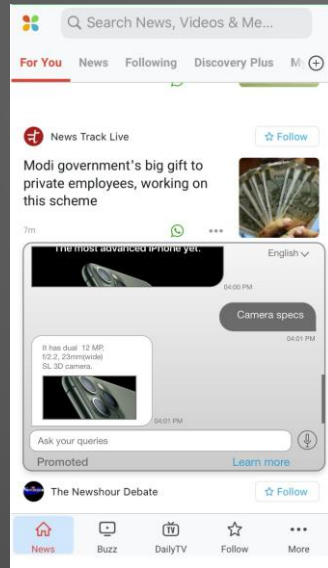 Search News, Videos & Me...
For You News Following Discovery Plus M
News Track Live
Follow
Modi government's big gift to
private employees, working on
this scheme
7m
The most advanced iPhone yet.
English
04:00 PM
Camera specs
04:01 PM
It has dual 12 MP,
f/2.2, 23mm(wide)
SL 3D camera.
04:01 PM
Ask your queries
Promoted
Learn more
The Newshour Debate
Follow
TV
News Buzz DailyTV Follow More